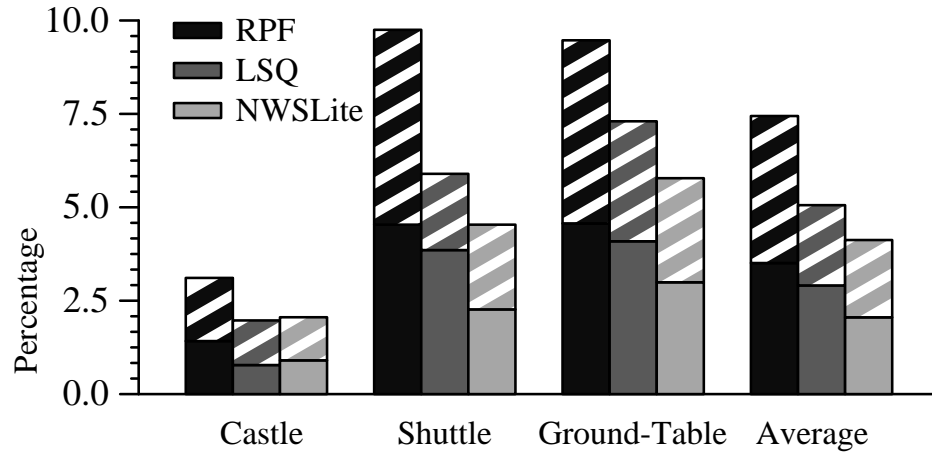 10.0
7.5
5.0
2.5
0.0
Percentage
RPF
LSQ
NWSLite
Castle Shuttle Ground-Table Average